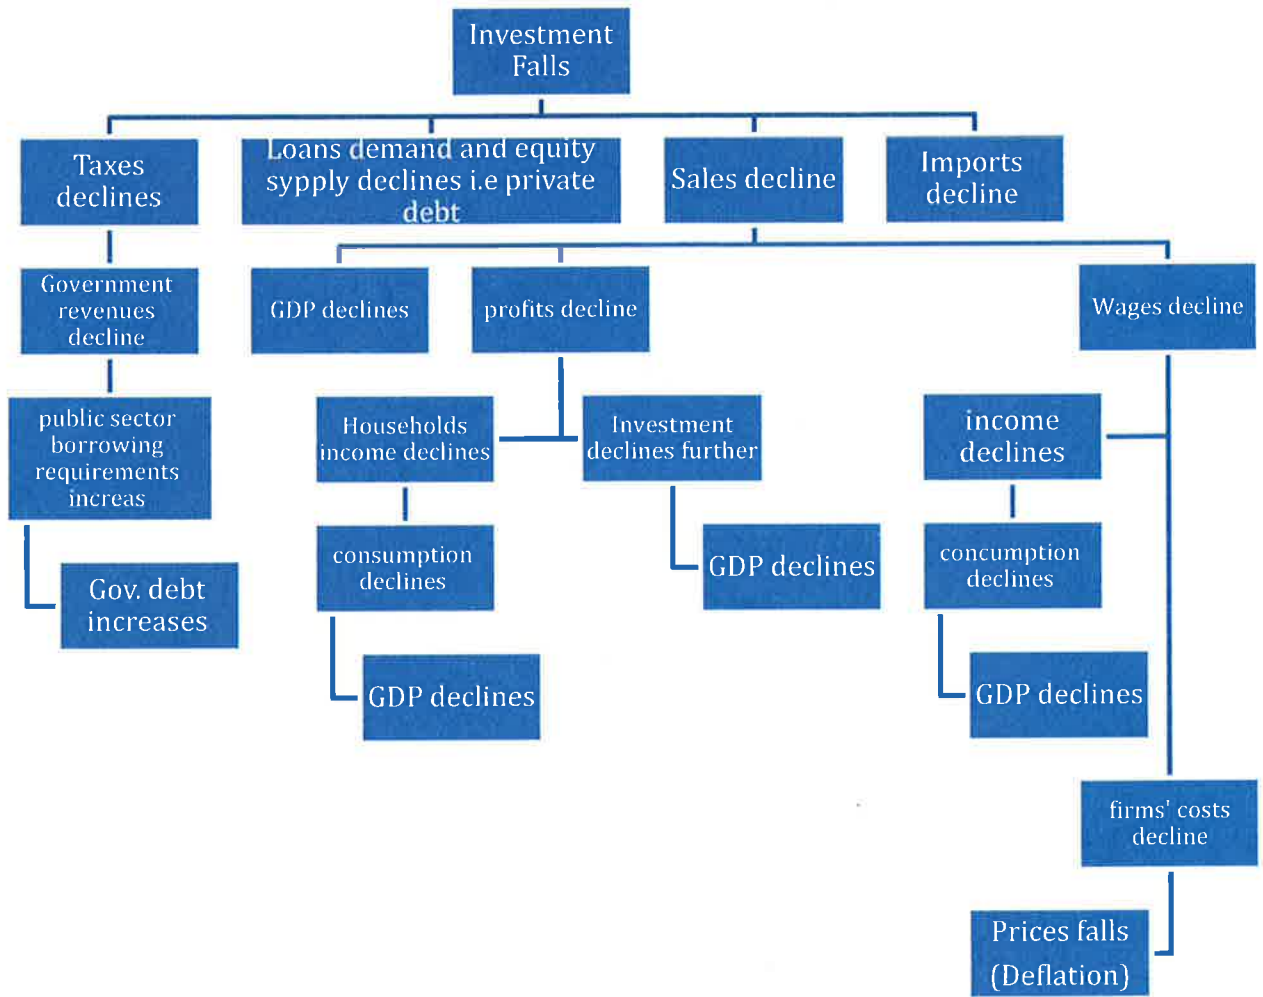 Investment
Falls
Taxes
declines
Loans demand and equity
sypply declines i.e private
debt
Sales decline
Imports
decline
Government
revenues
decline
GDP declines
profits decline
Wages decline
public sector
borrowing
requirements
increas
Households
income declines
Investment
declines further
income
declines
Gov. debt
increases
consumption
declines
GDP declines
concumption
declines
GDP declines
GDP declines
firms' costs
decline
Prices falls
(Deflation)